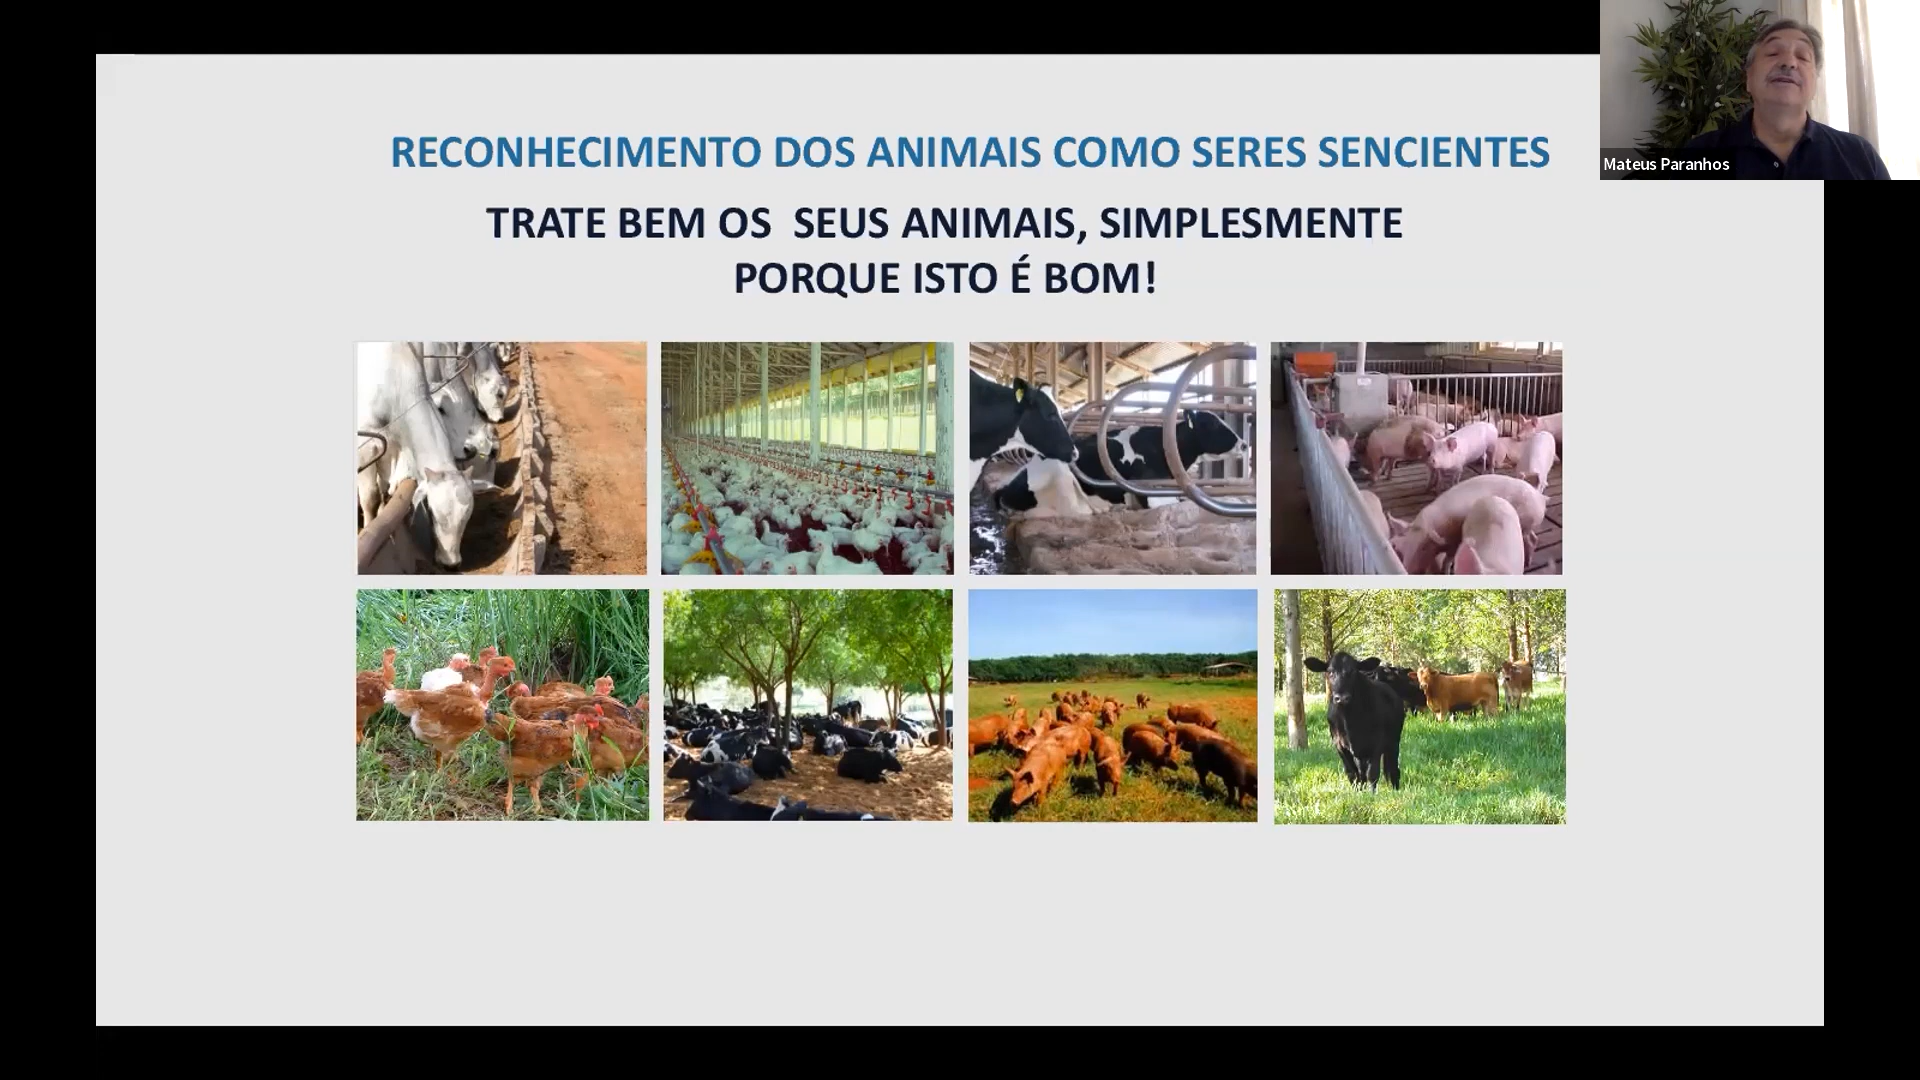 RECONHECIMENTO DOS ANIMAIS COMO SERES SENCIENTES
TRATE BEM OS SEUS ANIMAIS, SIMPLESMENTE
PORQUE ISTO É BOM!
Mateus Paranhos